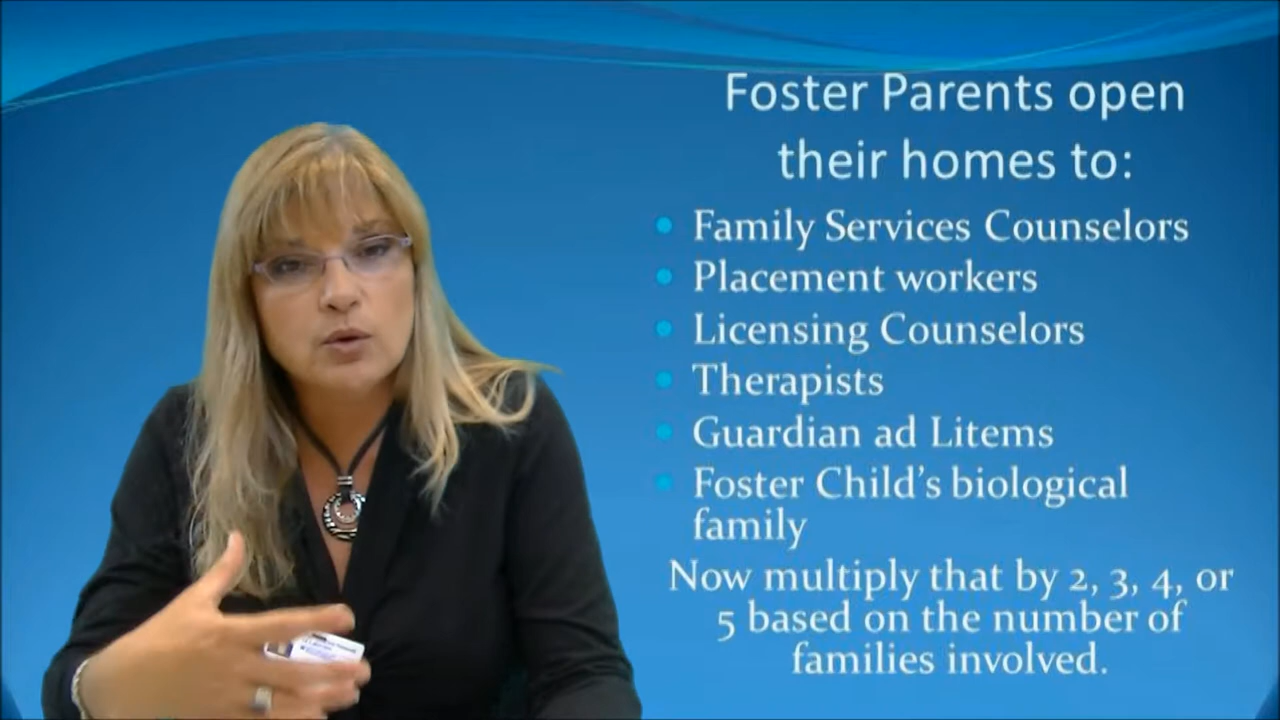 Foster Parents open
their homes to:
Family Services Counselors
Placement workers
Licensing Counselors
Therapists
Guardian ad Litems
Foster Child's biological
family
Now multiply that by 2, 3, 4, or
5 based on the number of
families involved.